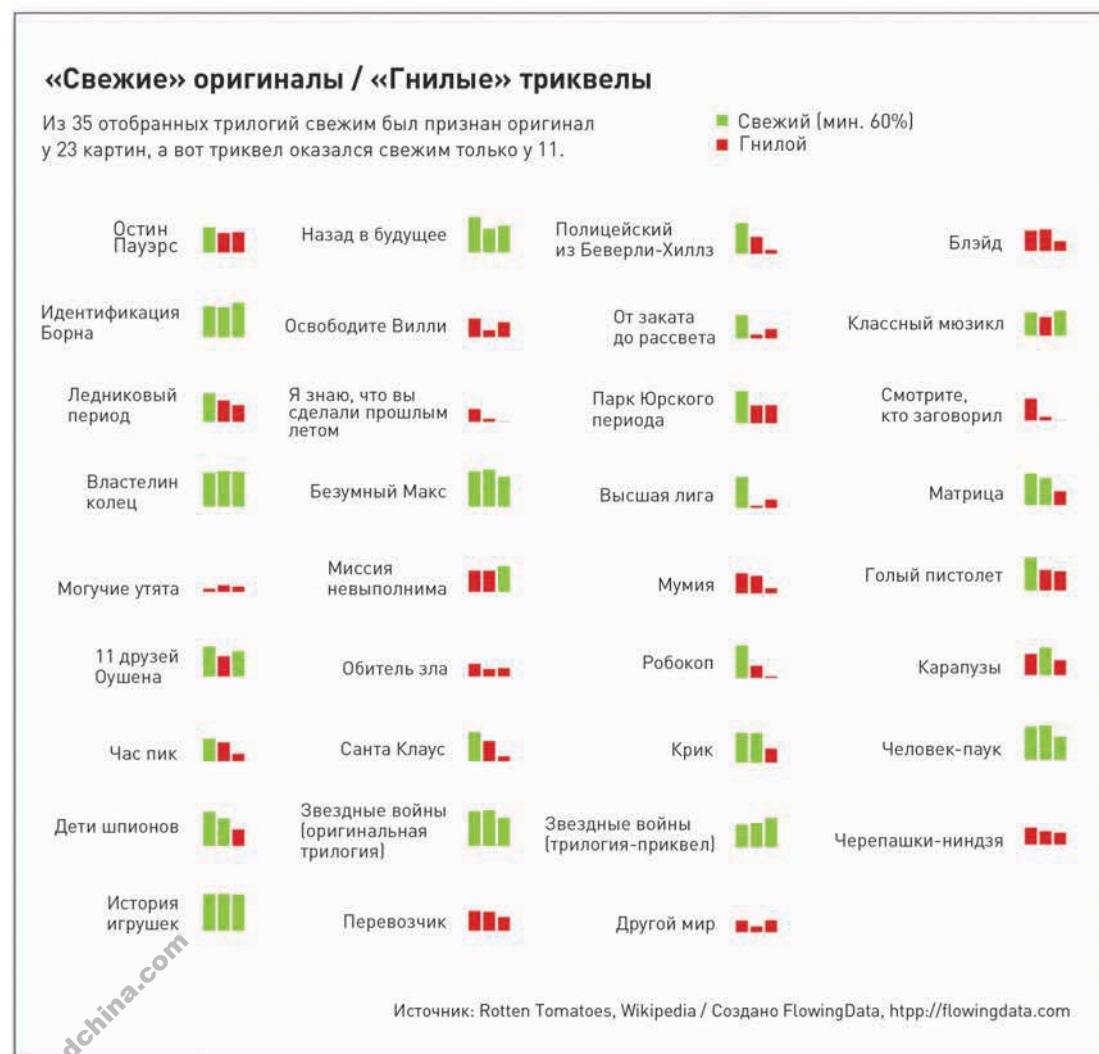 «Свежие» оригиналы / «Гнилые» триквелы
Из 35 отобранных трилогий свежим был признан оригинал
у 23 картин, а вот триквел оказался свежим только у 11.
Свежий (мин. 60%)
Гнилой
Остин
Пауэрс
Назад в будущее
Полицейский
из Беверли-Хиллз
Блэйд
Идентификация
Борна
Освободите Вилли
От заката
до рассвета
Классный мюзикл
Ледниковый
период
Я знаю, что вы
сделали прошлым
летом
Парк Юрского
периода
Смотрите,
кто заговорил
Властелин
колец
Безумный Макс
Высшая лига
Матрица
Могучие утята
Миссия
невыполнима
Мумия
Голый пистолет
11 друзей
Оушена
Обитель зла
Робокоп
Карапузы
Час пик
Санта Клаус
Крик
Человек-паук
Дети шпионов
Звездные войны
(оригинальная
трилогия)
Звездные войны
(трилогия-приквел)
Черепашки-ниндзя
История
игрушек
Перевозчик
Другой мир
Источник: Rotten Tomatoes, Wikipedia / Создано FlowingData, htpp://flowingdata.com
dchina.com